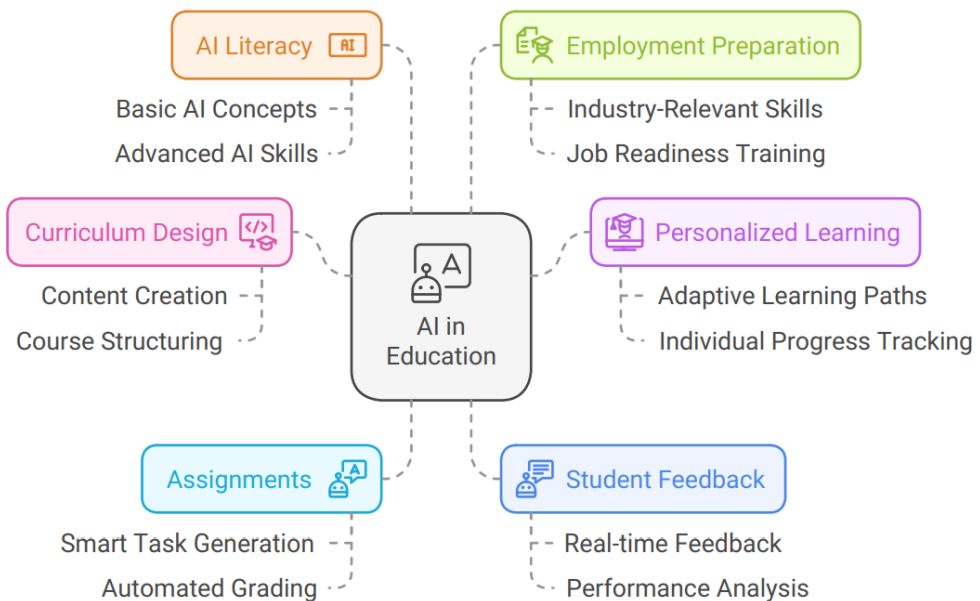 AI Literacy
AI
Basic AI Concepts
Advanced AI Skills
Employment Preparation
Industry-Relevant Skills
Job Readiness Training
Curriculum Design
</>
Content Creation
Course Structuring
A
AI in
Education
Personalized Learning
Adaptive Learning Paths
Individual Progress Tracking
Assignments
A
Smart Task Generation
Automated Grading
Student Feedback
Real-time Feedback
Performance Analysis